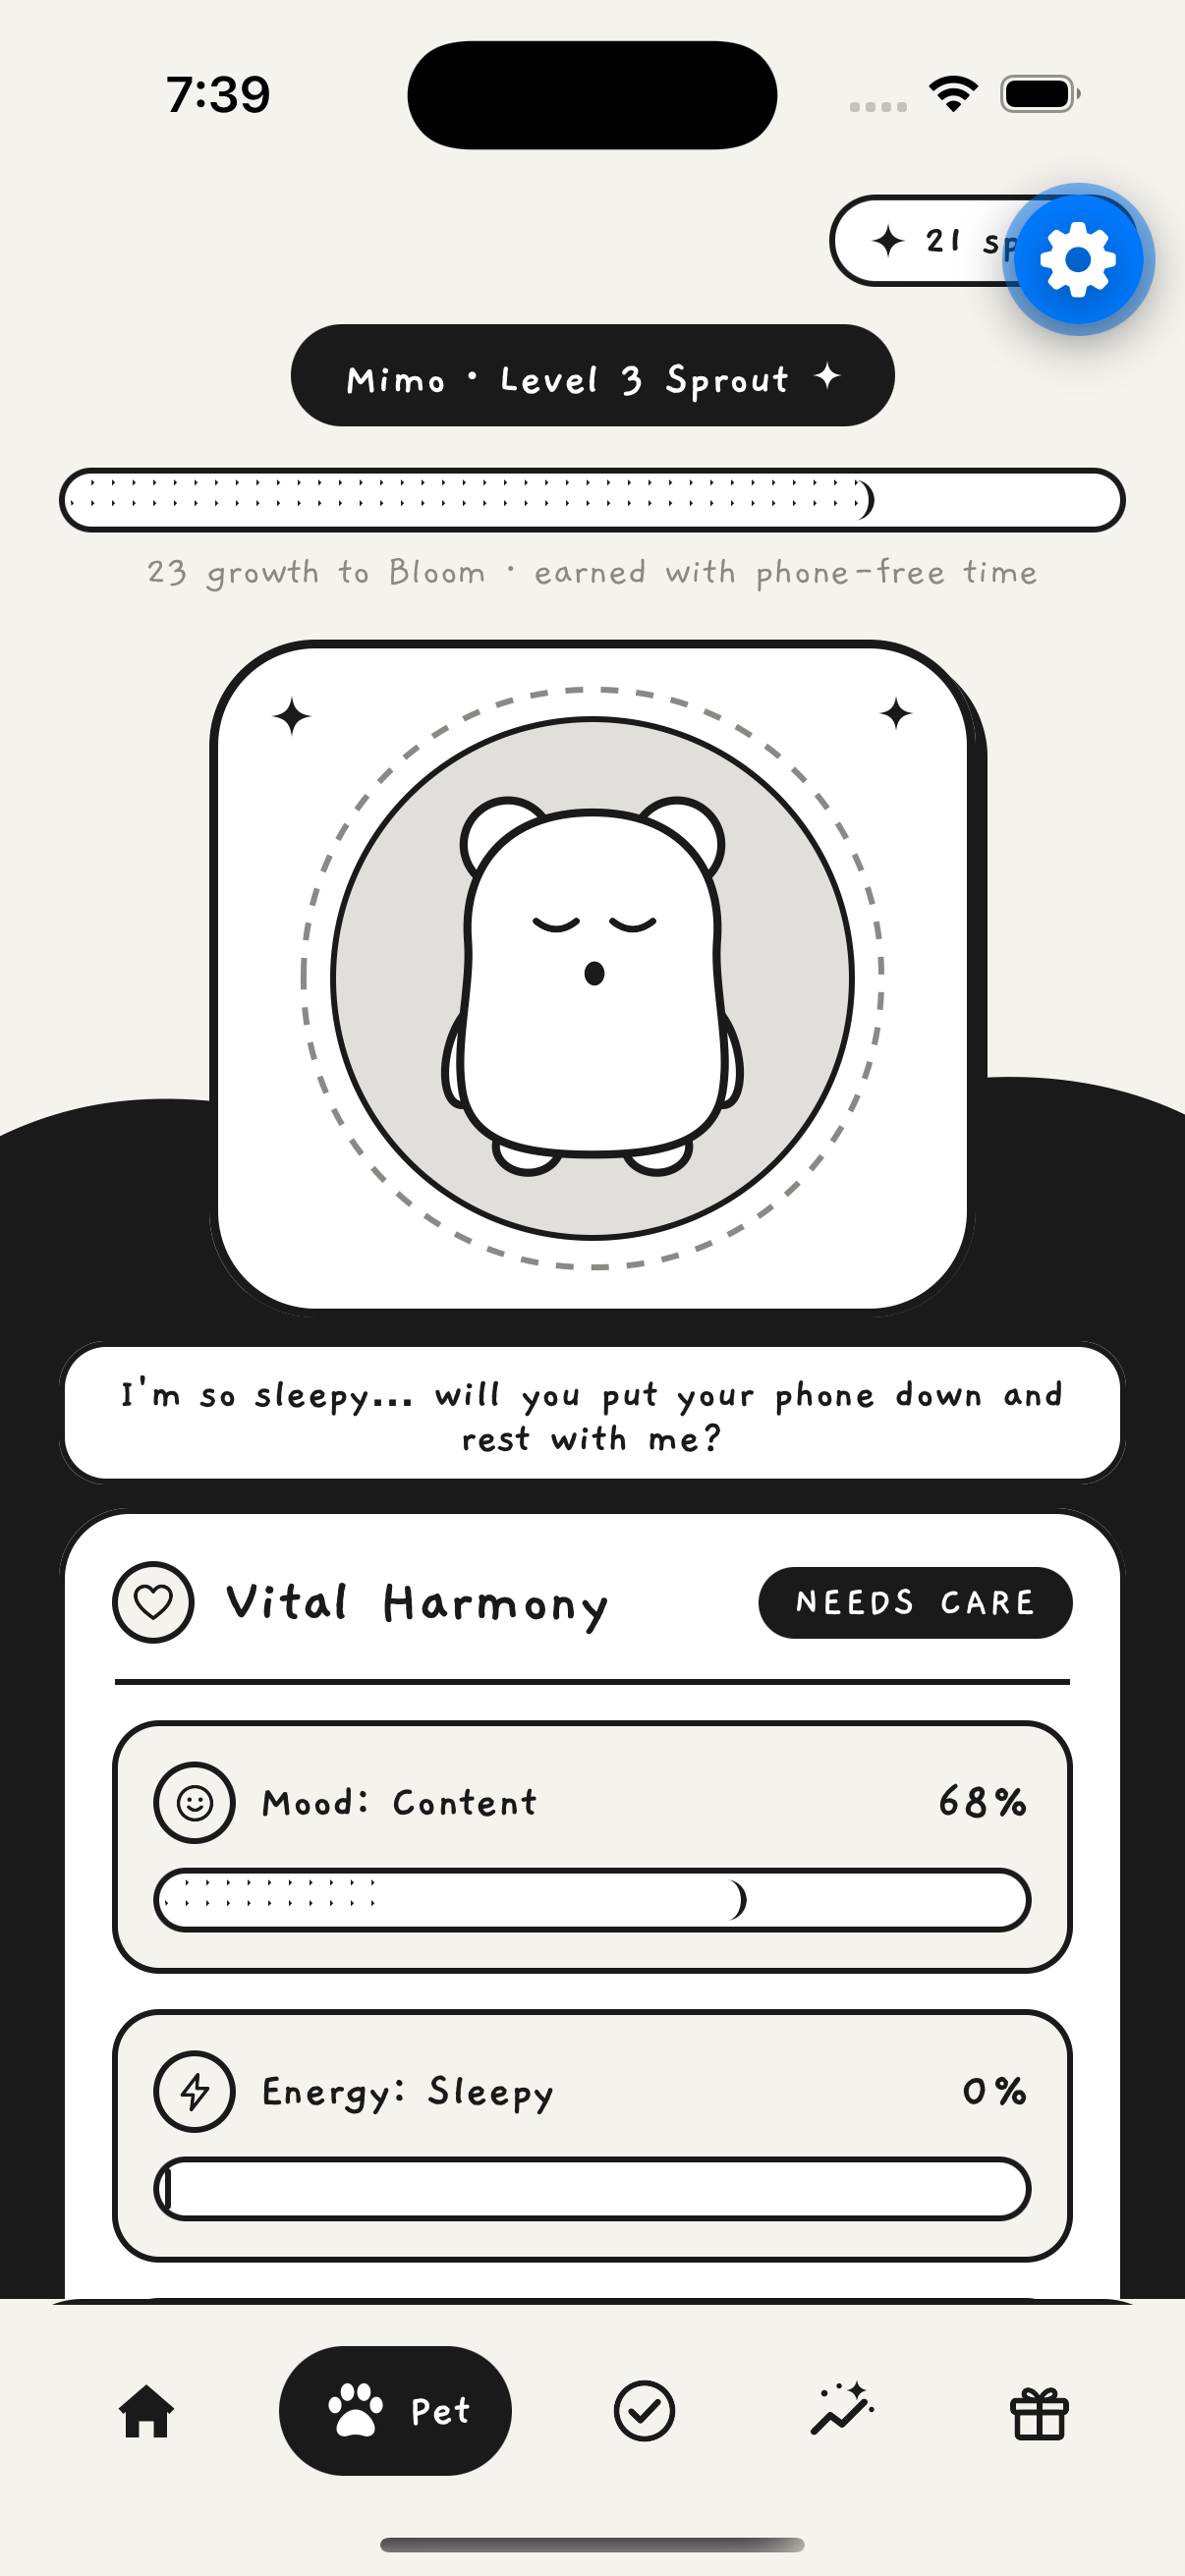 7:39
21
Mimo • Level 3 Sprout
23 growth to Bloom • earned with phone-free time
I'm so sleepy... will you put your phone down and
rest with me?
Vital Harmony
NEEDS CARE
Mood: Content
68%
Energy: Sleepy
0%
Pet